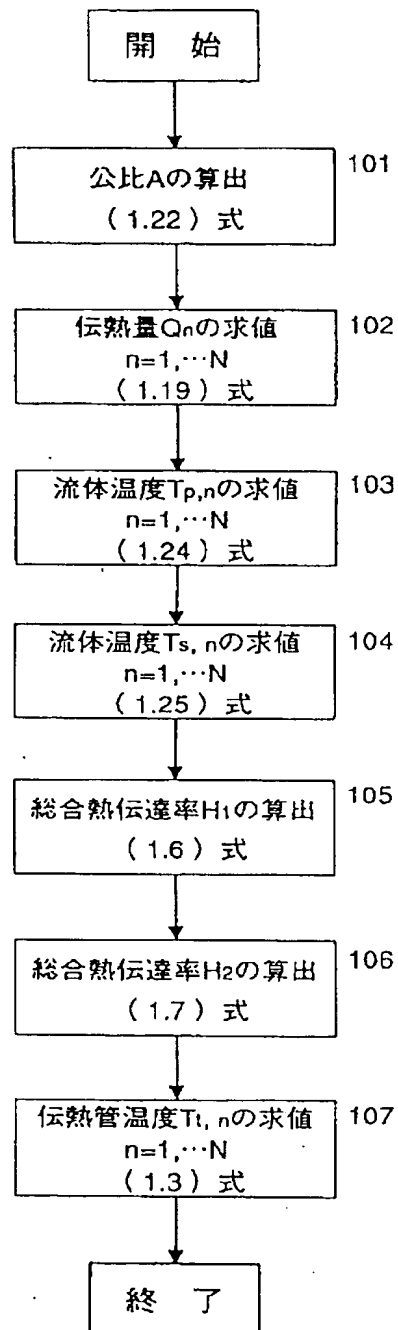 開 始
公比Aの算出
101
(1.22)式
伝熱量Qnの求値
102
n=1,…N
(1.19)式
流体温度Tp,nの求値
103
n=1,…N
(1.24)式
流体温度Ts,nの求値
104
n=1,…N
(1.25)式
総合熱伝達率H1の算出
105
(1.6)式
総合熱伝達率H2の算出
106
(1.7)式
伝熱管温度Tt,nの求値
107
n=1,…N
(1.3)式
終 了